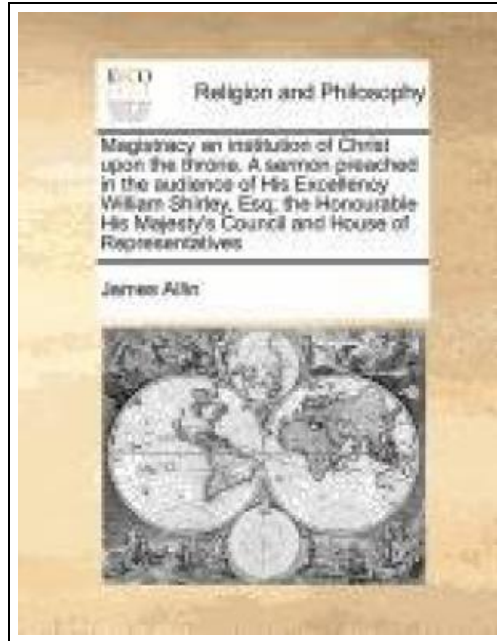 ECCO
Religion and Philosophy
Magistracy an institution of Christ
upon the throne. A sermon preached
in the audience of His Excellency
William Shirley, Esq; the Honourable
His Majesty's Council and House of
Representatives
James Allin